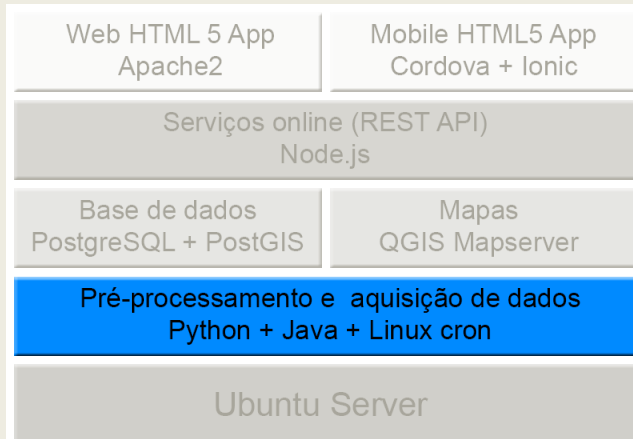 Web HTML 5 App
Apache2
Mobile HTML5 App
Cordova + Ionic
Serviços online (REST API)
Node.js
Base de dados
PostgreSQL + PostGIS
Mapas
QGIS Mapserver
Pré-processamento e aquisição de dados
Python + Java + Linux cron
Ubuntu Server